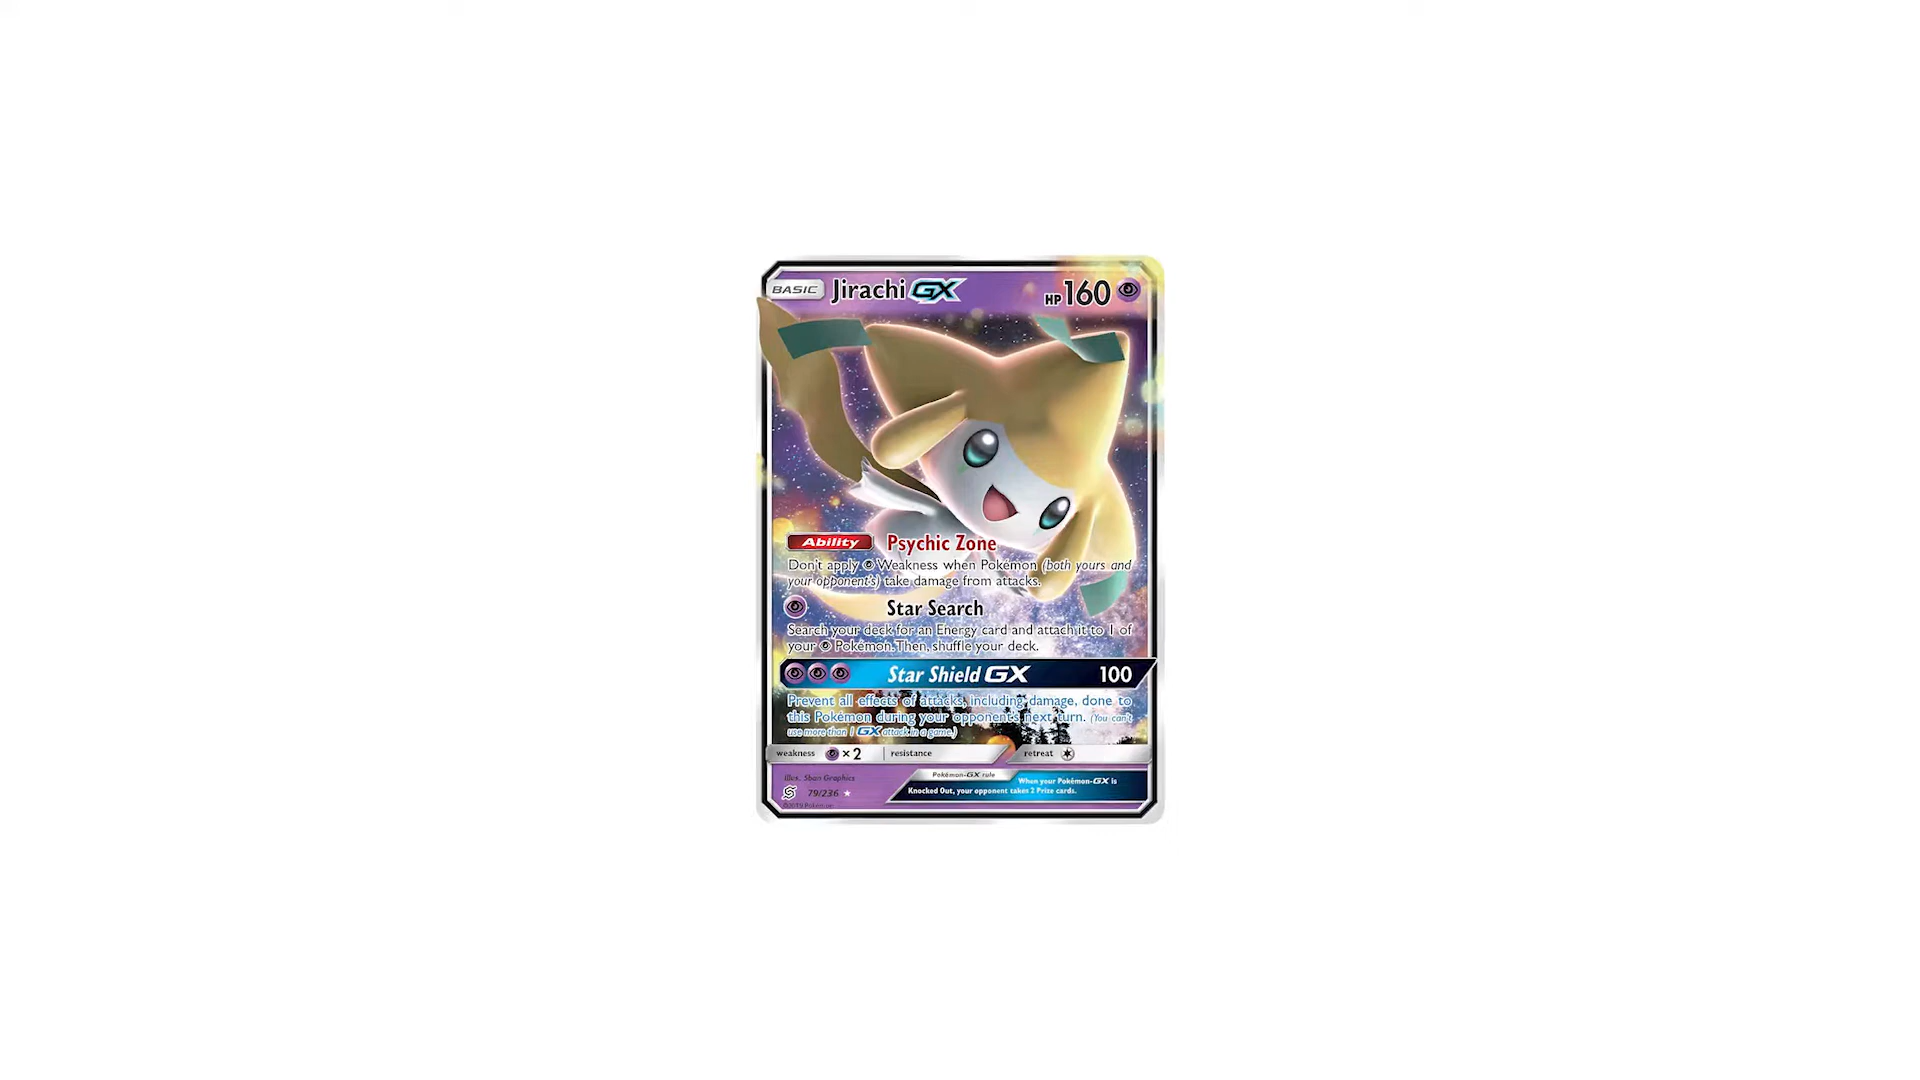 BASIC Jirachi GX HP 160
Ability Psychic Zone
Don't apply Weakness when Pokémon (both yours and
your opponent's) take damage from attacks.
Star Search
Search your deck for an Energy card and attach it to 1 of
your Pokémon. Then, shuffle your deck.
Star Shield GX 100
Prevent all effects of attacks, including damage, done to
this Pokémon during your opponent's next turn. (You can't
use more than 1 GX attack in a game.)
weakness ×2 resistance retreat
Illus. Sban Graphics
79/236
©2019 Pokémon
Pokémon-GX rule
When your Pokémon-GX is
Knocked Out, your opponent takes 2 Prize cards.